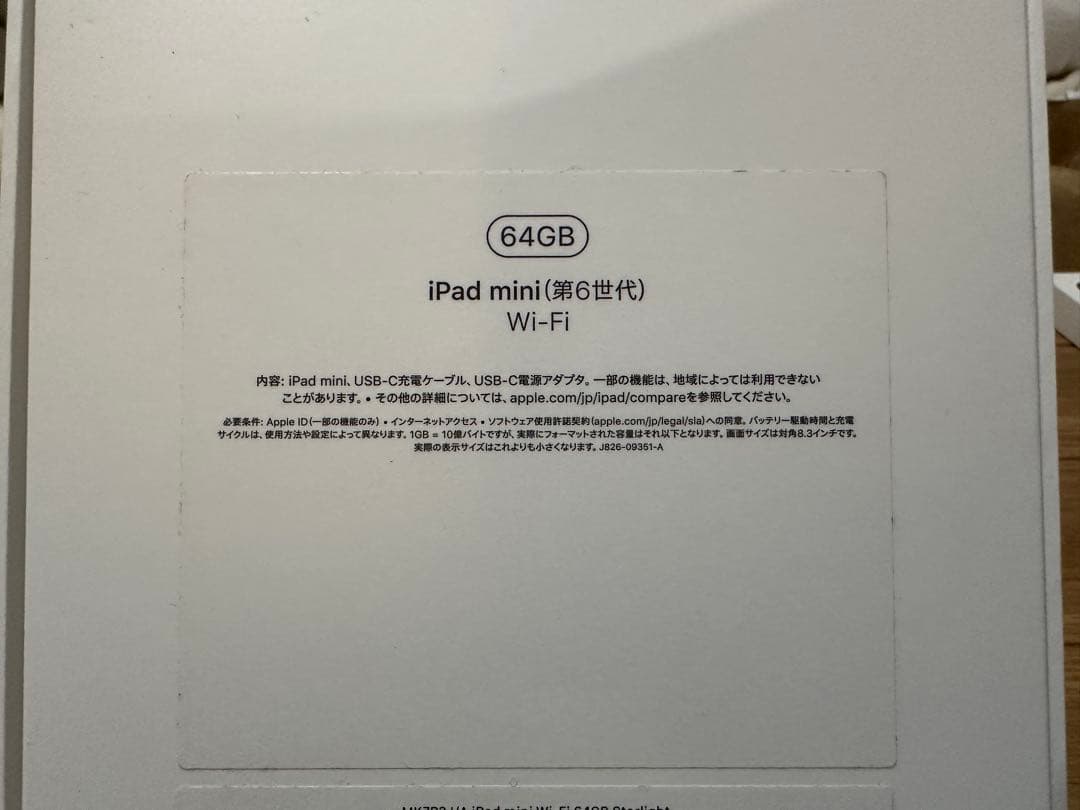 64GB
iPad mini(第6世代)
Wi-Fi
内容: iPad mini、USB-C充電ケーブル、USB-C電源アダプタ。一部の機能は、地域によっては利用できない
ことがあります。• その他の詳細については、apple.com/jp/ipad/compareを参照してください。
必要条件: Apple ID(一部の機能のみ) • インターネットアクセス • ソフトウェア使用許諾契約(apple.com/jp/legal/sla)への同意。バッテリー駆動時間と充電
サイクルは、使用方法や設定によって異なります。1GB = 10億バイトですが、実際にフォーマットされた容量はそれ以下となります。画面サイズは対角8.3インチです。
実際の表示サイズはこれよりも小さくなります。J826-09351-A
iPad mini Wi-Fi 64GB Starlight